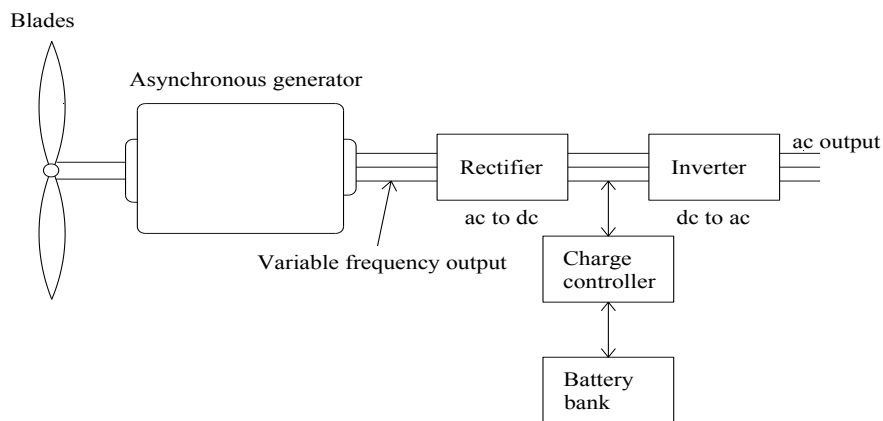 Blades
Asynchronous generator
ac output
Rectifier
Inverter
ac to dc
dc to ac
Variable frequency output
Charge
controller
Battery
bank